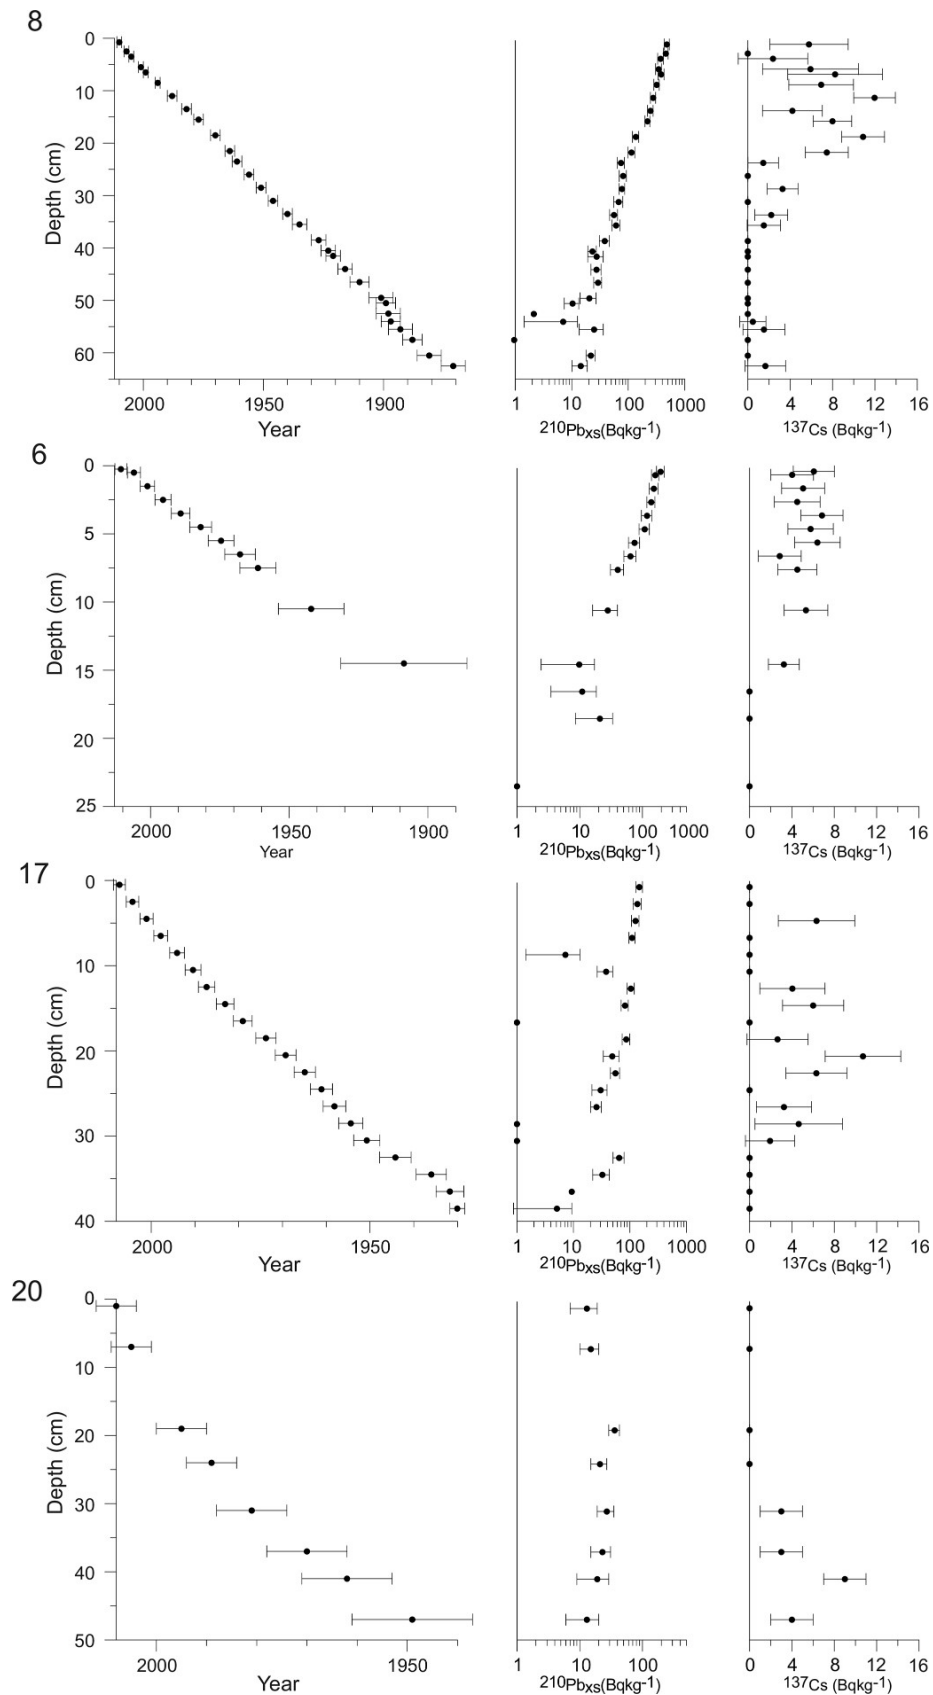 8
0
10
20
30
40
50
60
Depth (cm)
2000 1950 1900
Year
1 10 100 1000
210Pbxs(Bqkg-1)
0 4 8 12 16
137Cs (Bqkg-1)
6
0
5
10
15
20
25
Depth (cm)
2000 1950 1900
Year
1 10 100 1000
210Pbxs(Bqkg-1)
0 4 8 12 16
137Cs (Bqkg-1)
17
0
10
20
30
40
Depth (cm)
2000 1950
Year
1 10 100 1000
210Pbxs(Bqkg-1)
0 4 8 12 16
137Cs (Bqkg-1)
20
0
10
20
30
40
50
Depth (cm)
2000 1950
Year
1 10 100 1000
210Pbxs(Bqkg-1)
0 4 8 12 16
137Cs (Bqkg-1)